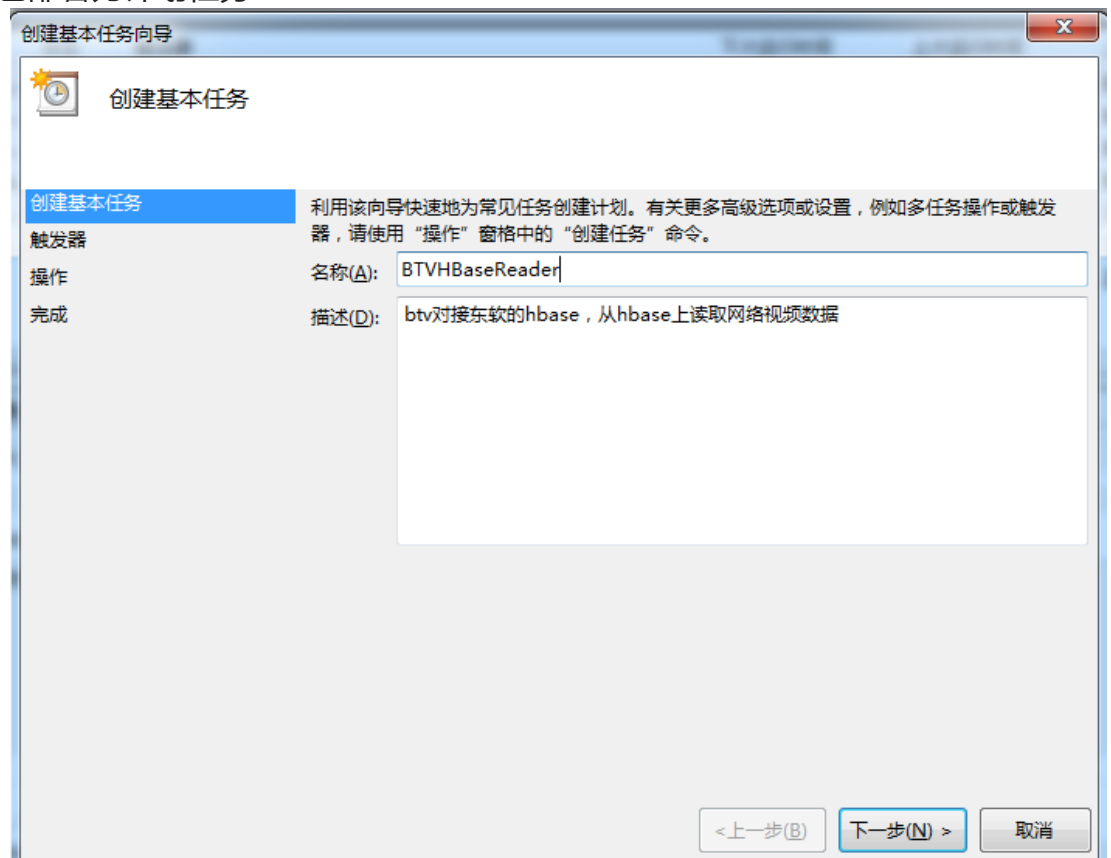 创建基本任务向导
创建基本任务
创建基本任务
触发器
操作
完成
利用该向导快速地为常见任务创建计划。有关更多高级选项或设置，例如多任务操作或触发
器，请使用“操作”窗格中的“创建任务”命令。
名称(A): BTVHBaseReader
描述(D): btv对接东软的hbase，从hbase上读取网络视频数据
<上一步(B) 下一步(N) > 取消